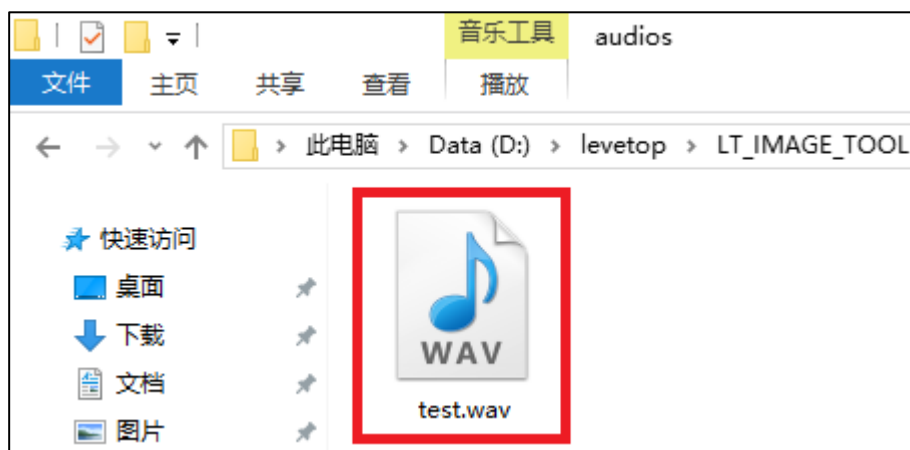 音乐工具 audios
文件 主页 共享 查看 播放
此电脑 > Data (D:) > levetop > LT_IMAGE_TOOL
快速访问
桌面
下载
文档
图片
WAV
test.wav